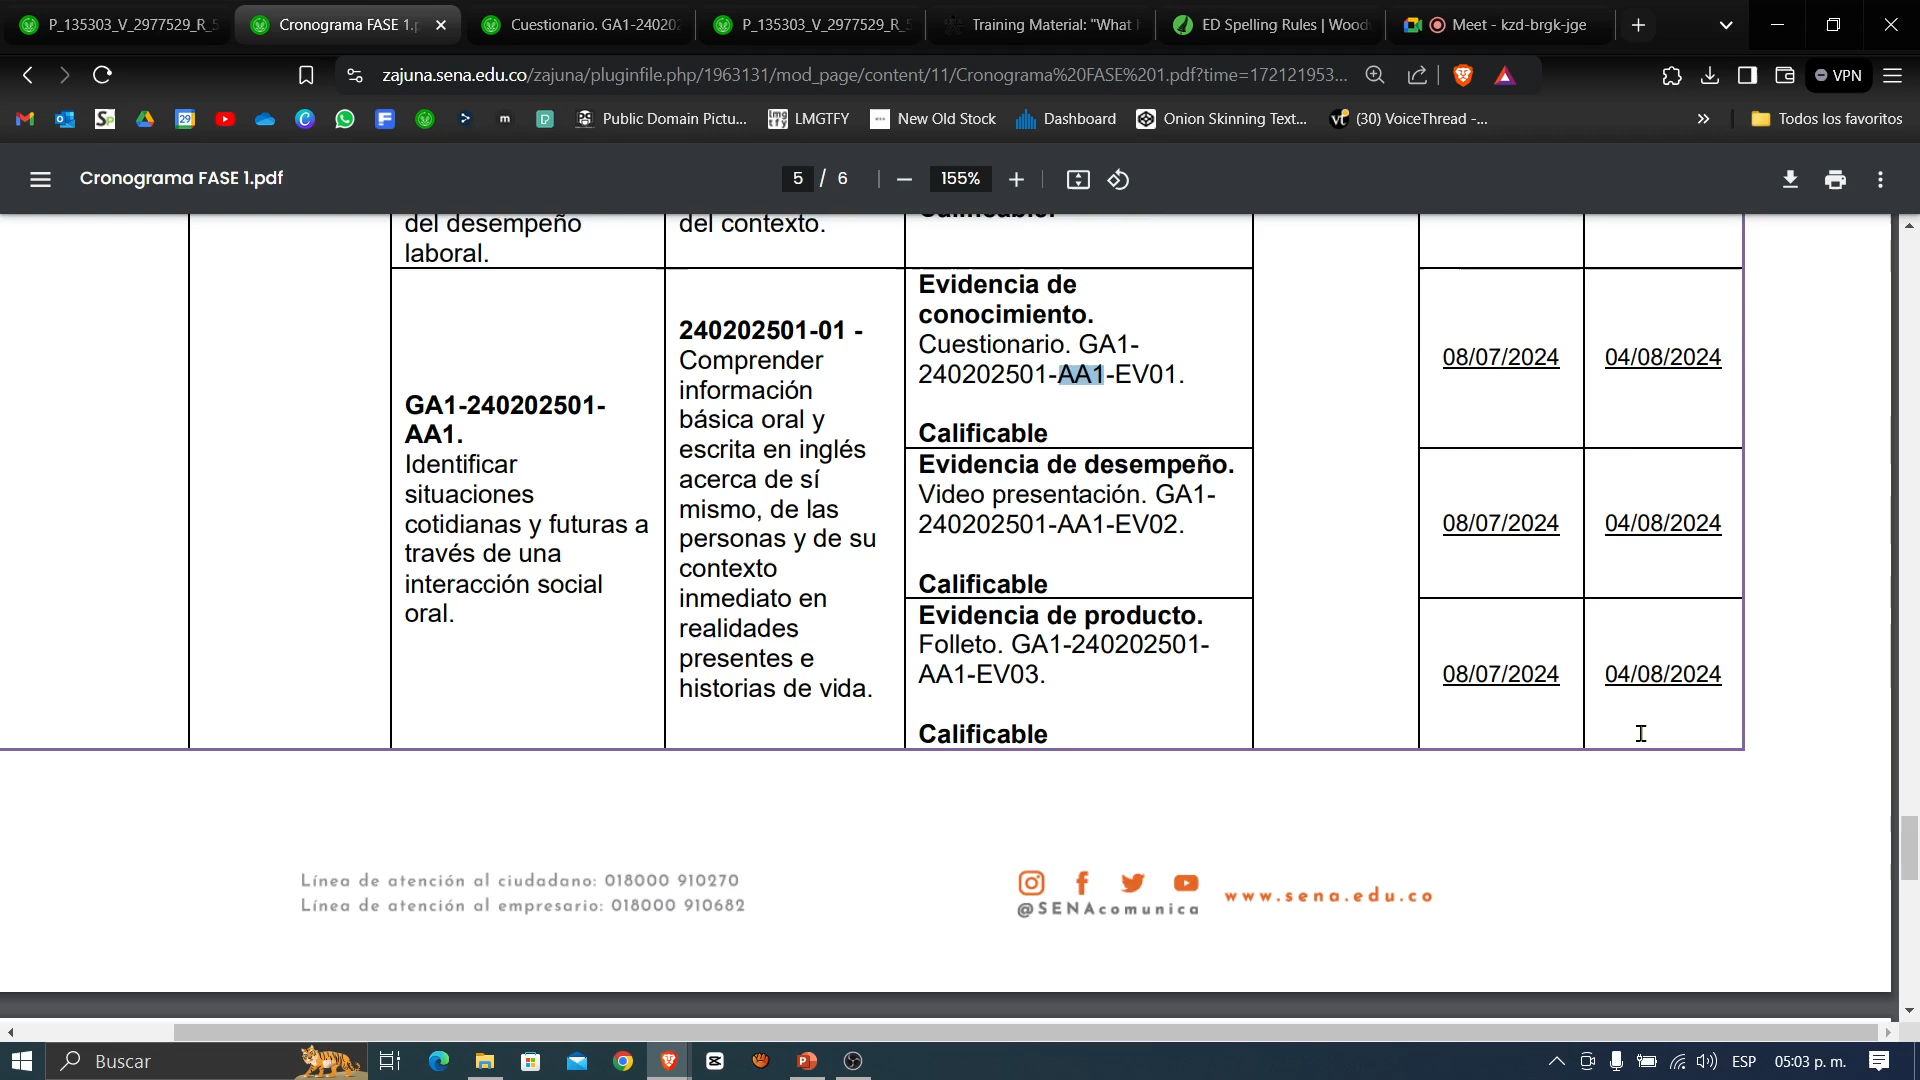 P_135303_V_2977529_R_5
Cronograma FASE 1.p
Cuestionario. GA1-24020
P_135303_V_2977529_R_5
Training Material: "What
ED Spelling Rules | Wood
Meet - kzd-brgk-jge
zajuna.sena.edu.co/zajuna/pluginfile.php/1963131/mod_page/content/11/Cronograma%20FASE%201.pdf?time=172121953...
VPN
Public Domain Pictu...
LMGTFY
New Old Stock
Dashboard
Onion Skinning Text...
(30) VoiceThread -...
»
Todos los favoritos
Cronograma FASE 1.pdf
5 / 6
155%
del desempeño
laboral.
del contexto.
Calificable.
GA1-240202501-
AA1.
Identificar
situaciones
cotidianas y futuras a
través de una
interacción social
oral.
240202501-01 -
Comprender
información
básica oral y
escrita en inglés
acerca de sí
mismo, de las
personas y de su
contexto
inmediato en
realidades
presentes e
historias de vida.
Evidencia de
conocimiento.
Cuestionario. GA1-
240202501-AA1-EV01.
Calificable
08/07/2024
04/08/2024
Evidencia de desempeño.
Video presentación. GA1-
240202501-AA1-EV02.
Calificable
08/07/2024
04/08/2024
Evidencia de producto.
Folleto. GA1-240202501-
AA1-EV03.
Calificable
08/07/2024
04/08/2024
Línea de atención al ciudadano: 018000 910270
Línea de atención al empresario: 018000 910682
@SENAcomunica
www.sena.edu.co
Buscar
ESP
05:03 p. m.